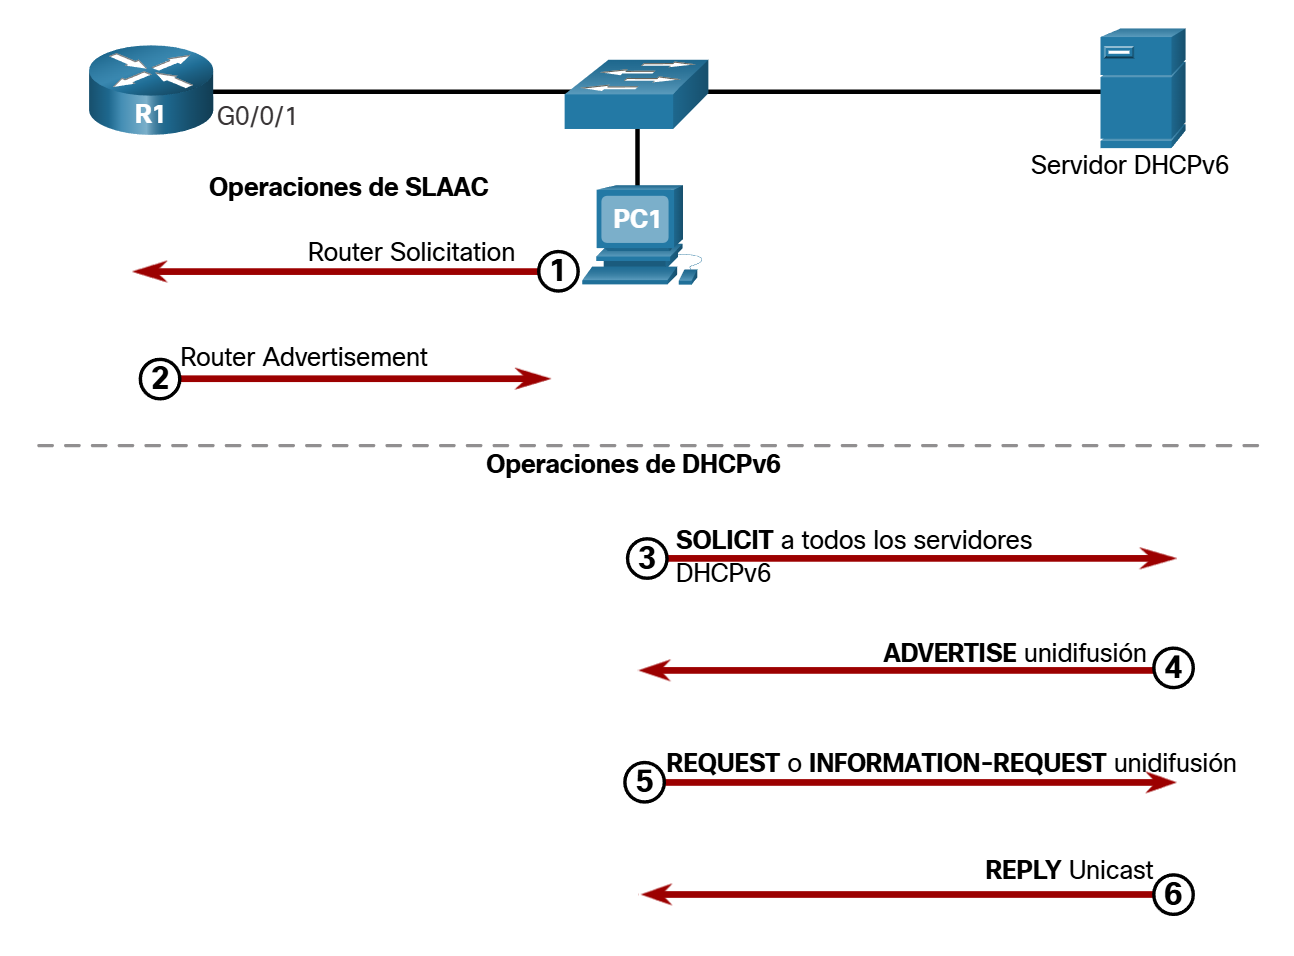 R1
G0/0/1
Servidor DHCPv6
Operaciones de SLAAC
PC1
Router Solicitation
1
Router Advertisement
2
Operaciones de DHCPv6
SOLICIT a todos los servidores
3
DHCPv6
ADVERTISE unidifusión
4
REQUEST o INFORMATION-REQUEST unidifusión
5
REPLY Unicast
6